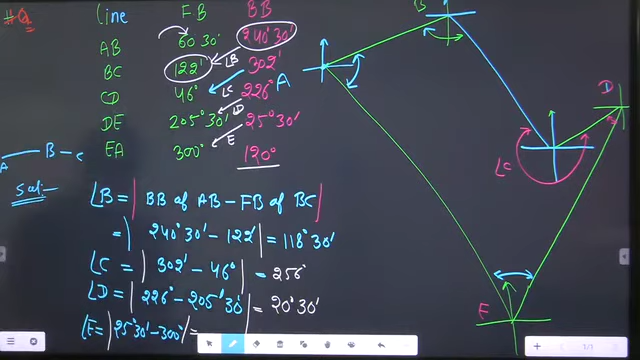 #Q
Line FB BB
AB 60 30' 240°30'
BC 122' 302'
CD 46° 226°
DE 205°30' 25°30'
EA 300° 120°
∠B
∠C
∠D
E
A B C
Sol:-
∠B = | BB of AB - FB of BC |
= | 240°30' - 122' | = 118°30'
∠C = | 302' - 46° | = 256°
∠D = | 226° - 205°30' | = 20°30'
∠E = | 25°30' - 300° | =
A
B
∠C
D
E
1/1